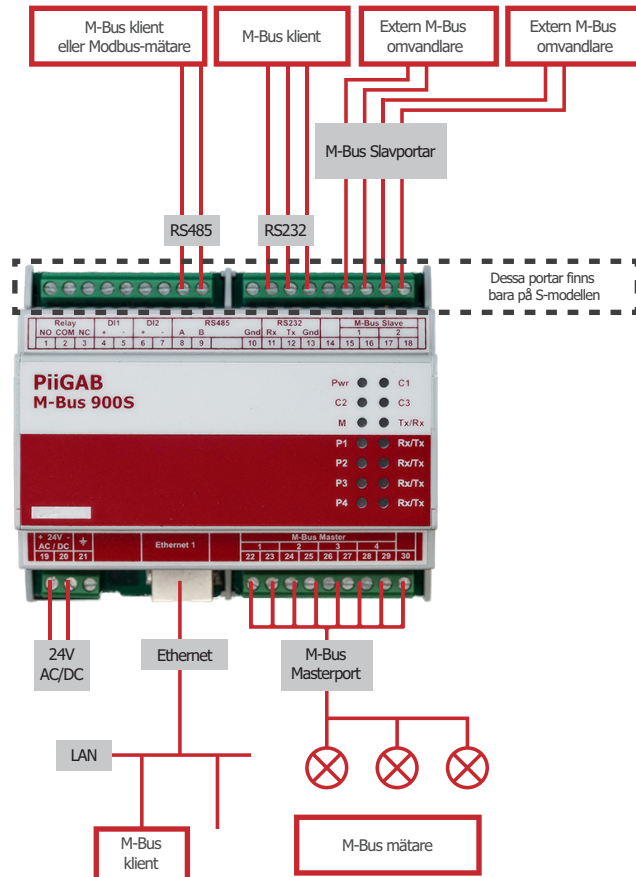 M-Bus klient
eller Modbus-mätare
M-Bus klient
Extern M-Bus
omvandlare
Extern M-Bus
omvandlare
M-Bus Slavportar
RS485
RS232
Dessa portar finns
bara på S-modellen
Relay DI1 DI2 RS485 RS232 M-Bus Slave
NO COM NC + - + - A B Gnd Rx Tx Gnd 1 2
1 2 3 4 5 6 7 8 9 10 11 12 13 14 15 16 17 18
PiiGAB
M-Bus 900S
Pwr C1
C2 C3
M Tx/Rx
P1 Rx/Tx
P2 Rx/Tx
P3 Rx/Tx
P4 Rx/Tx
+ 24V - M-Bus Master
AC / DC Ethernet 1 1 2 3 4
19 20 21 22 23 24 25 26 27 28 29 30
24V
AC/DC
Ethernet
M-Bus
Masterport
LAN
M-Bus
klient
M-Bus mätare